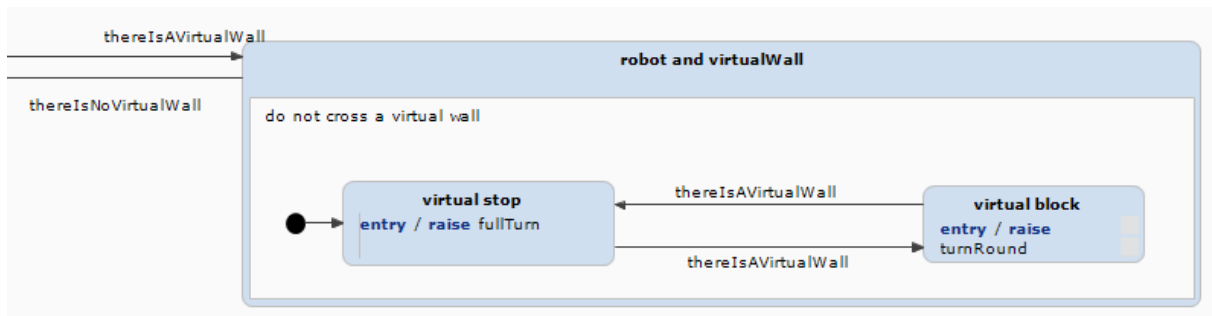 thereIsAVirtualWall
robot and virtualWall
thereIsNoVirtualWall
do not cross a virtual wall
virtual stop
entry / raise fullTurn
thereIsAVirtualWall
virtual block
entry / raise
turnRound
thereIsAVirtualWall